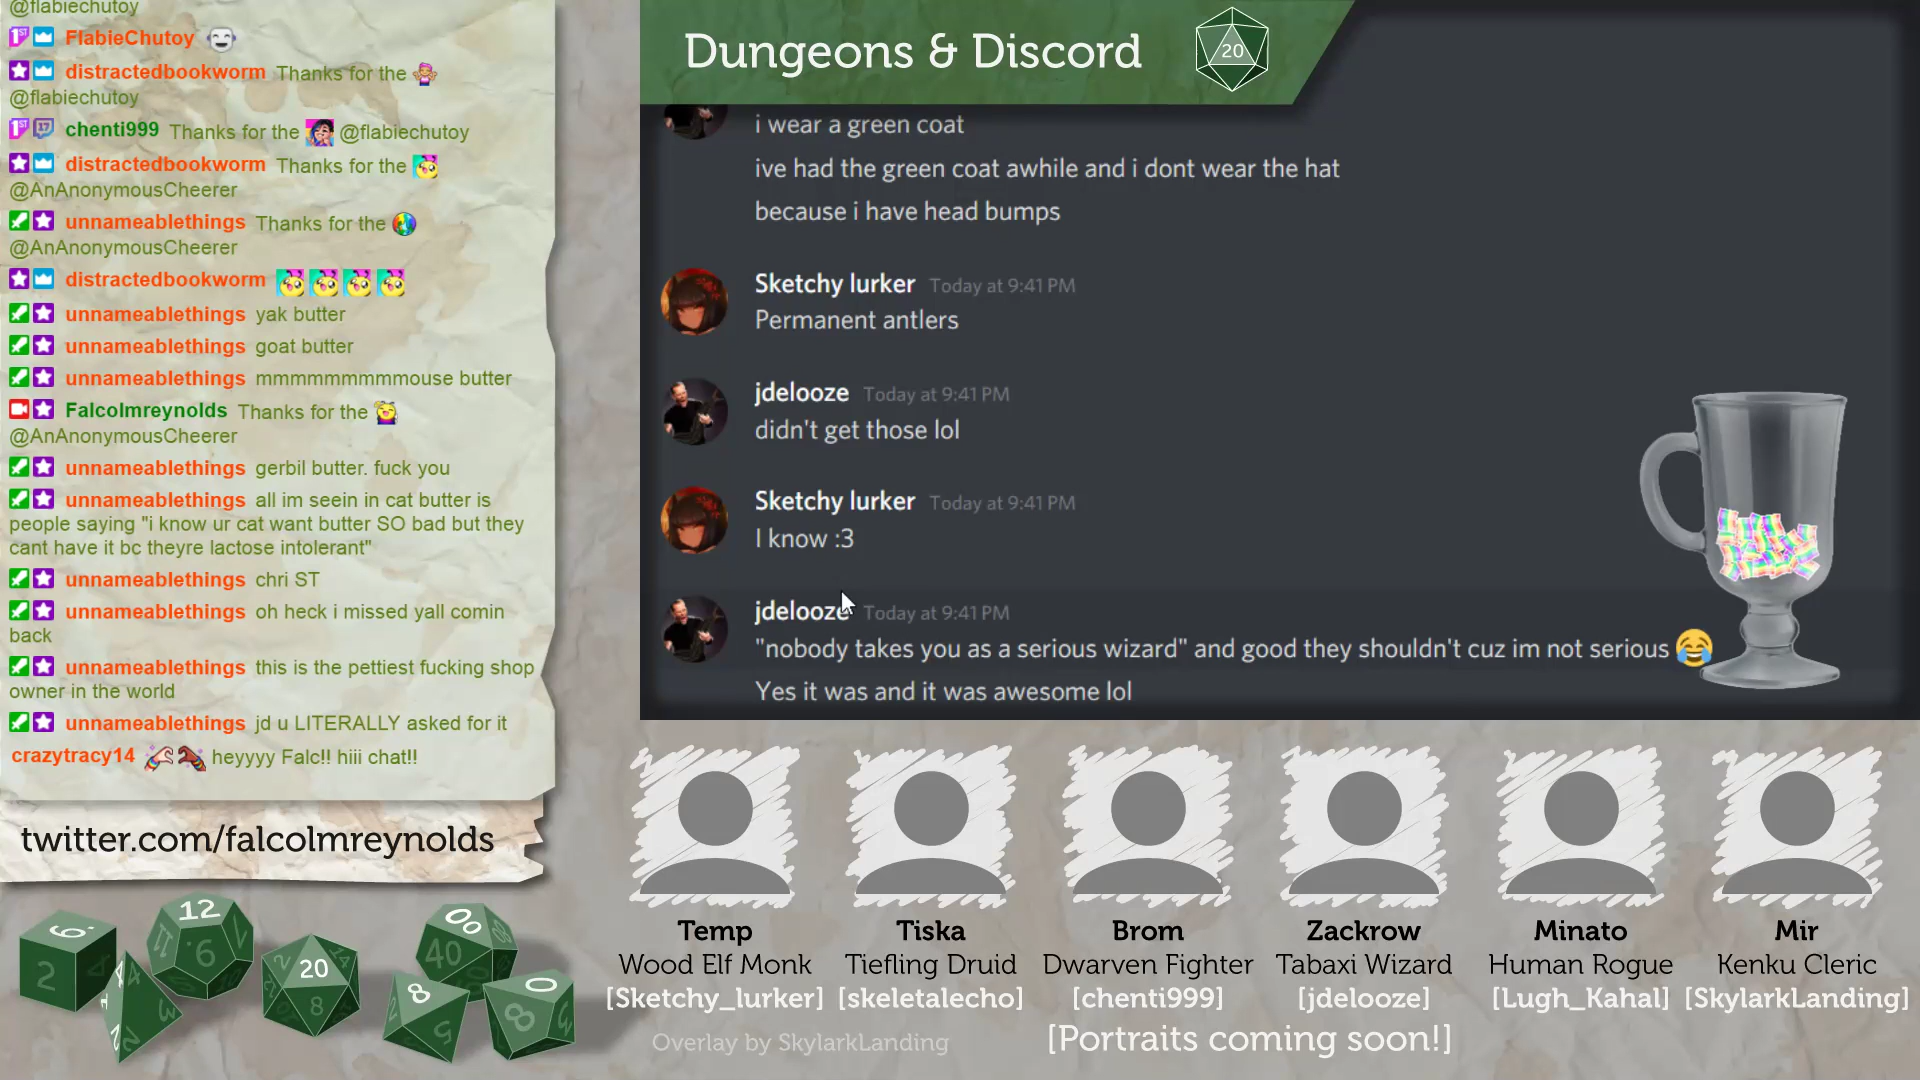 @flabiechutoy
FlabieChutoy
distractedbookworm Thanks for the
@flabiechutoy
chenti999 Thanks for the @flabiechutoy
distractedbookworm Thanks for the
@AnAnonymousCheerer
unnameablethings Thanks for the
@AnAnonymousCheerer
distractedbookworm
unnameablethings yak butter
unnameablethings goat butter
unnameablethings mmmmmmmmmouse butter
Falcolmreynolds Thanks for the
@AnAnonymousCheerer
unnameablethings gerbil butter. fuck you
unnameablethings all im seein in cat butter is
people saying "i know ur cat want butter SO bad but they
cant have it bc theyre lactose intolerant"
unnameablethings chri ST
unnameablethings oh heck i missed yall comin
back
unnameablethings this is the pettiest fucking shop
owner in the world
unnameablethings jd u LITERALLY asked for it
crazytracy14 heyyyy Falc!! hiii chat!!
twitter.com/falcolmreynolds
Dungeons & Discord
20
i wear a green coat
ive had the green coat awhile and i dont wear the hat
because i have head bumps
Sketchy lurker Today at 9:41 PM
Permanent antlers
jdelooze Today at 9:41 PM
didn't get those lol
Sketchy lurker Today at 9:41 PM
I know :3
jdelooze Today at 9:41 PM
"nobody takes you as a serious wizard" and good they shouldn't cuz im not serious 😂
Yes it was and it was awesome lol
Temp
Wood Elf Monk
[Sketchy_lurker]
Tiska
Tiefling Druid
[skeletalecho]
Brom
Dwarven Fighter
[chenti999]
Zackrow
Tabaxi Wizard
[jdelooze]
Minato
Human Rogue
[Lugh_Kahal]
Mir
Kenku Cleric
[SkylarkLanding]
Overlay by SkylarkLanding
[Portraits coming soon!]